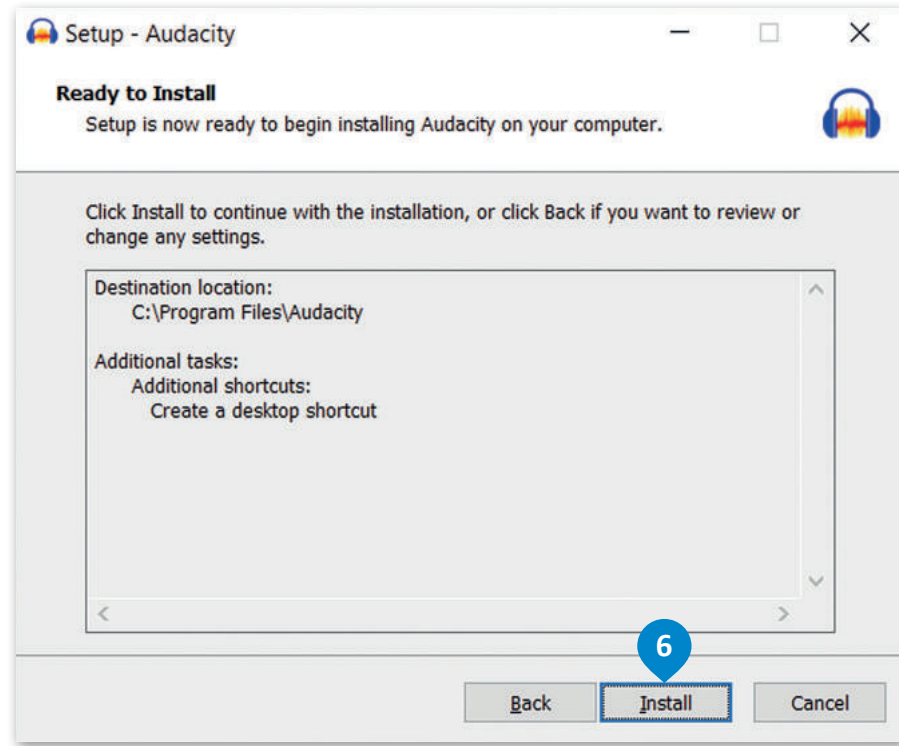 Setup - Audacity
Ready to Install
Setup is now ready to begin installing Audacity on your computer.
Click Install to continue with the installation, or click Back if you want to review or
change any settings.
Destination location:
C:\Program Files\Audacity
Additional tasks:
Additional shortcuts:
Create a desktop shortcut
6
Back
Install
Cancel